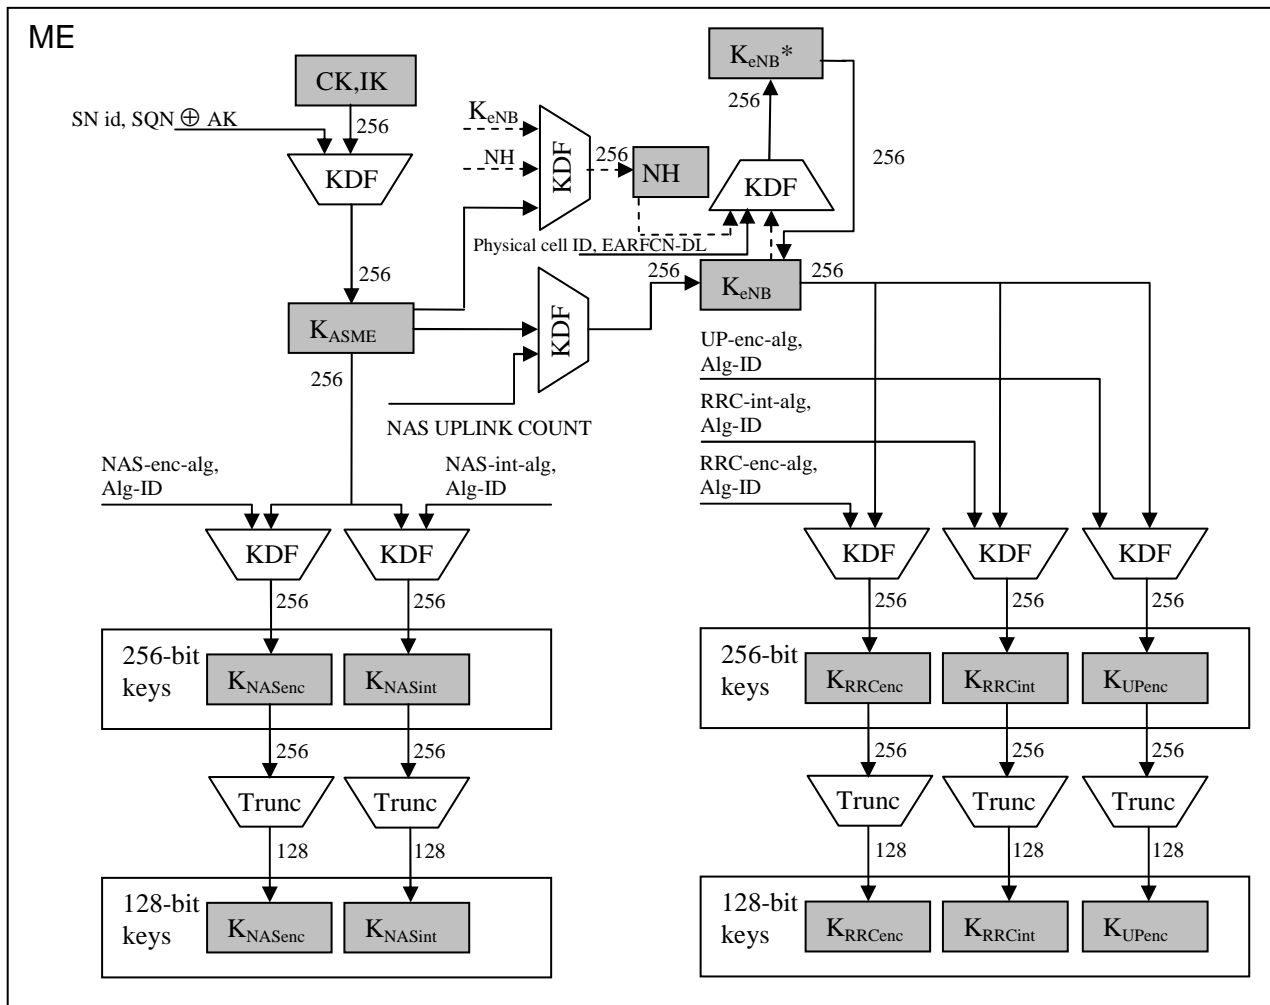 ME
CK,IK
K_eNB*
SN id, SQN ⊕ AK
256
K_eNB
256
256
KDF
NH
KDF
256
NH
KDF
256
Physical cell ID, EARFCN-DL
256
K_ASME
KDF
256
K_eNB
256
256
NAS UPLINK COUNT
UP-enc-alg,
Alg-ID
RRC-int-alg,
Alg-ID
RRC-enc-alg,
Alg-ID
NAS-enc-alg,
Alg-ID
NAS-int-alg,
Alg-ID
KDF
KDF
KDF
KDF
KDF
256
256
256
256
256
256-bit
keys
K_NASenc
K_NASint
256-bit
keys
K_RRCenc
K_RRCint
K_UPenc
256
256
256
256
256
Trunc
Trunc
Trunc
Trunc
Trunc
128
128
128
128
128
128-bit
keys
K_NASenc
K_NASint
128-bit
keys
K_RRCenc
K_RRCint
K_UPenc